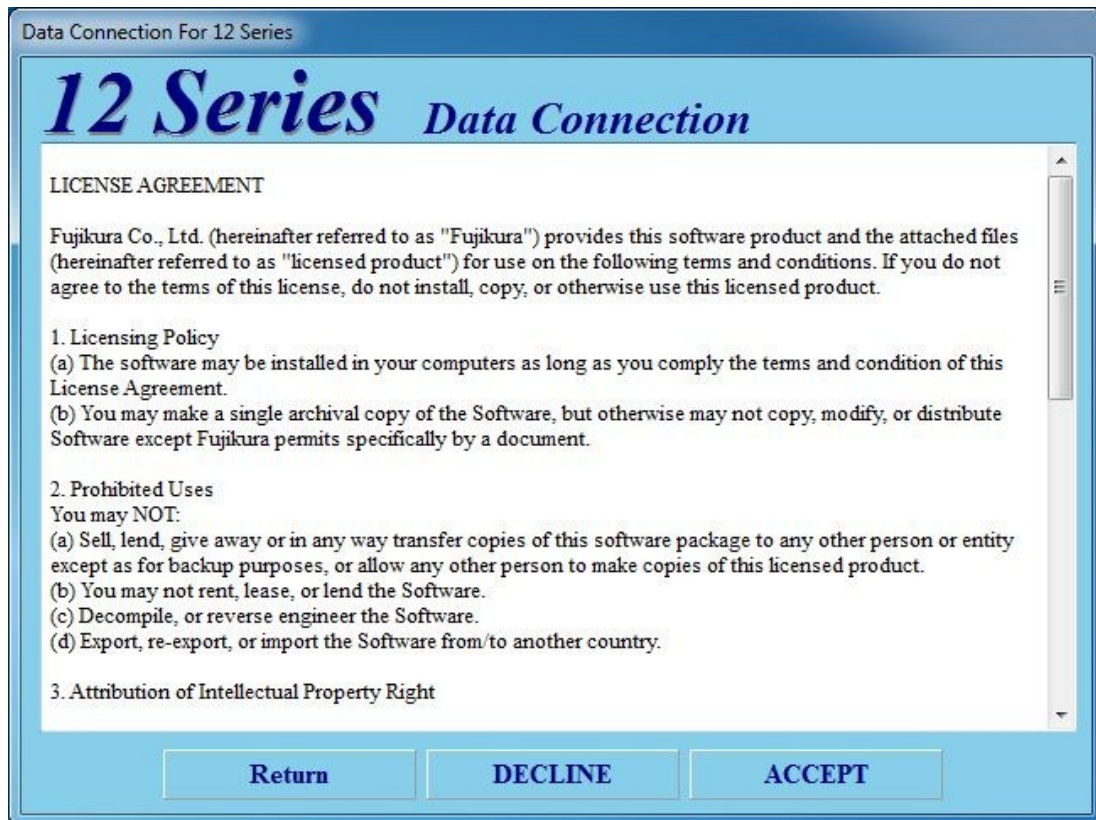 Data Connection For 12 Series
12 Series Data Connection
LICENSE AGREEMENT
Fujikura Co., Ltd. (hereinafter referred to as "Fujikura") provides this software product and the attached files
(hereinafter referred to as "licensed product") for use on the following terms and conditions. If you do not
agree to the terms of this license, do not install, copy, or otherwise use this licensed product.
1. Licensing Policy
(a) The software may be installed in your computers as long as you comply the terms and condition of this
License Agreement.
(b) You may make a single archival copy of the Software, but otherwise may not copy, modify, or distribute
Software except Fujikura permits specifically by a document.
2. Prohibited Uses
You may NOT:
(a) Sell, lend, give away or in any way transfer copies of this software package to any other person or entity
except as for backup purposes, or allow any other person to make copies of this licensed product.
(b) You may not rent, lease, or lend the Software.
(c) Decompile, or reverse engineer the Software.
(d) Export, re-export, or import the Software from/to another country.
3. Attribution of Intellectual Property Right
Return DECLINE ACCEPT